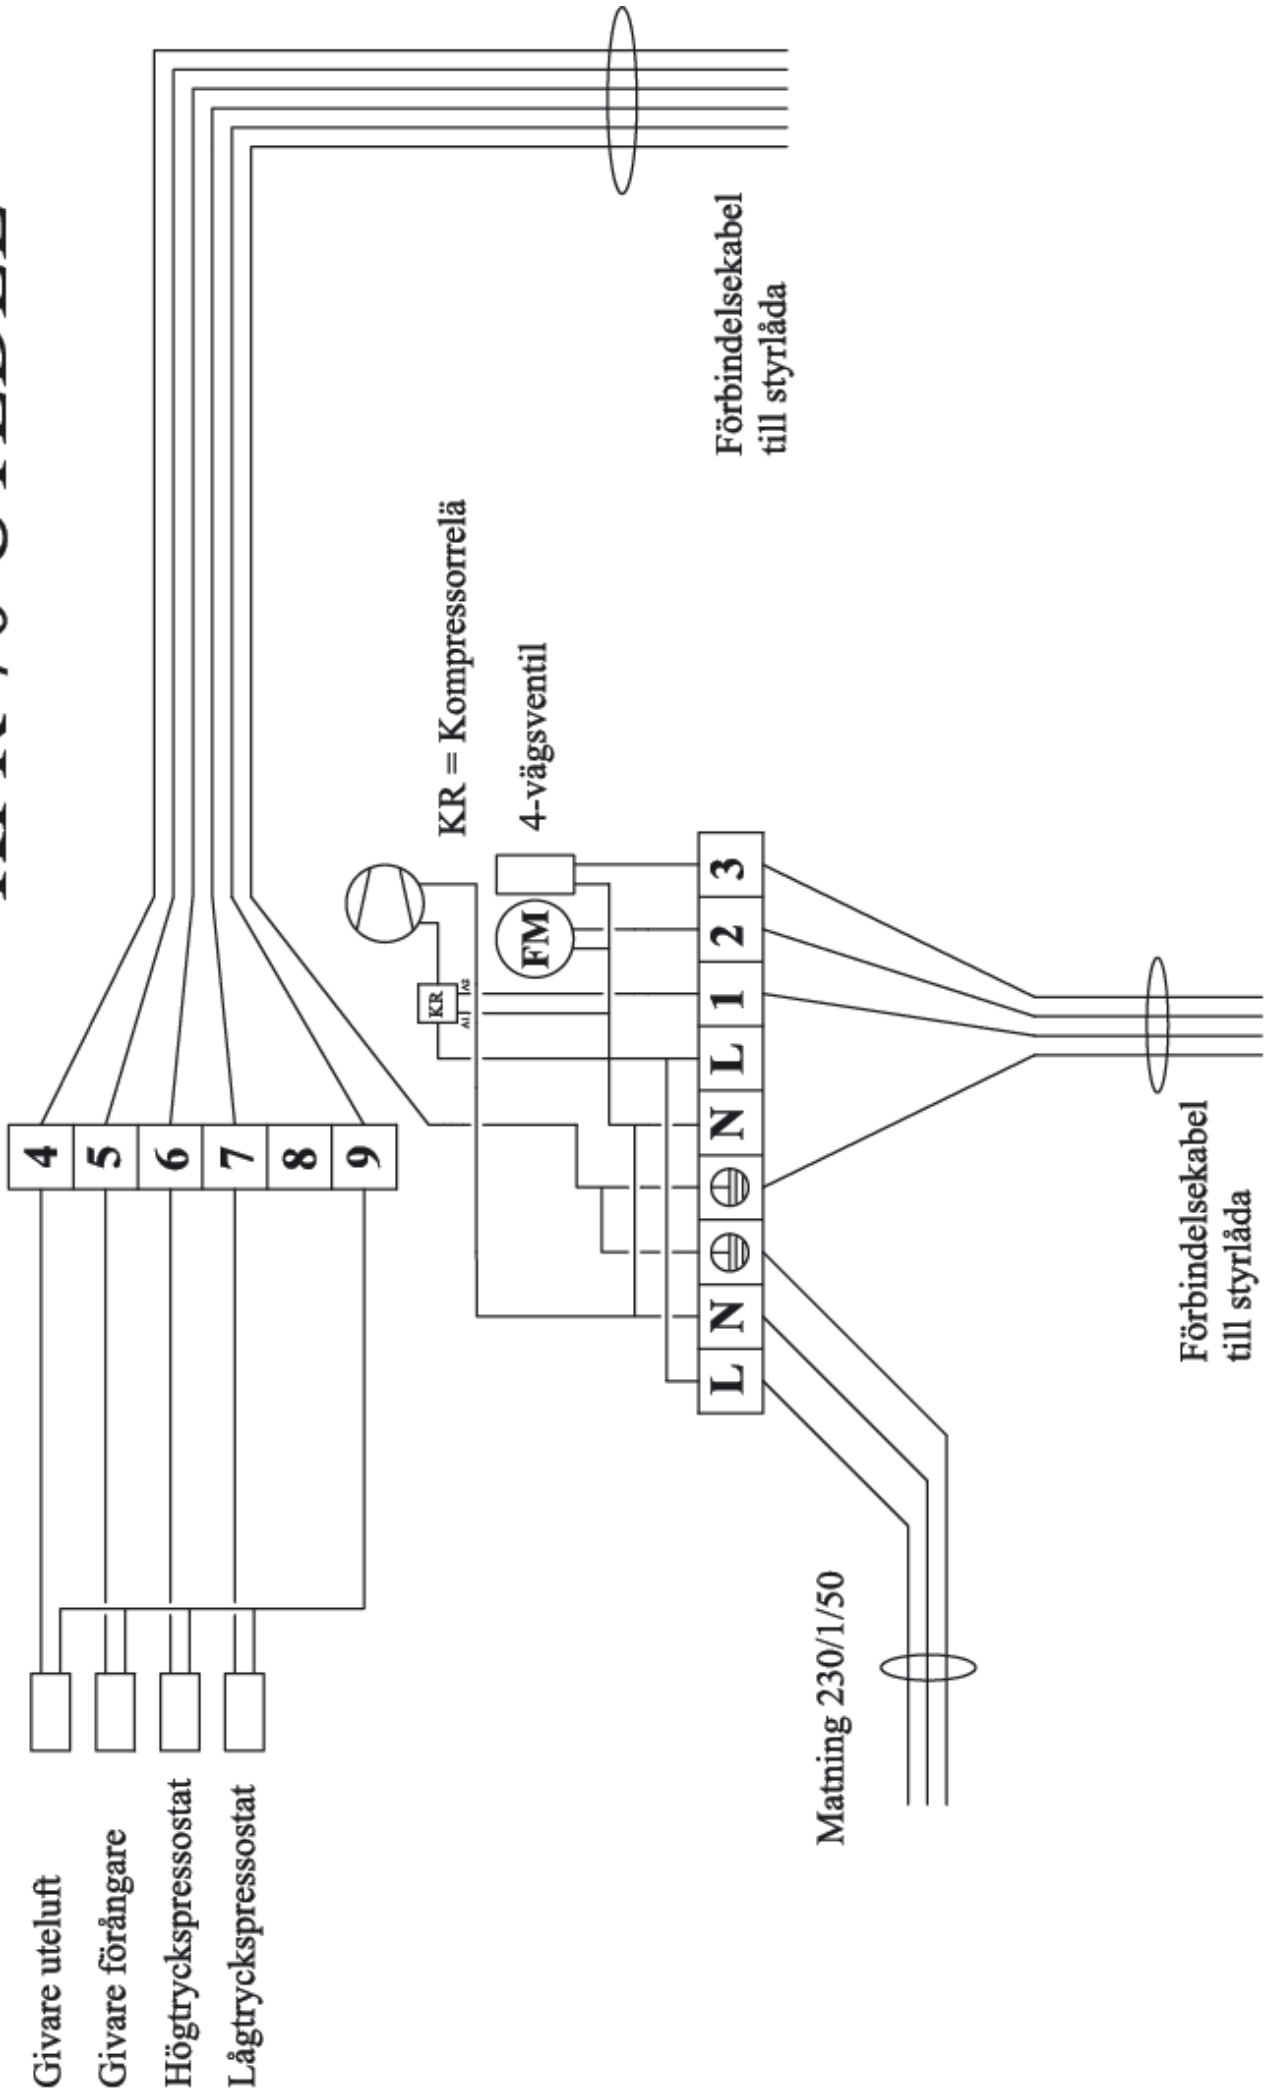 Givare uteluft
4
Givare förångare
5
Högtryckspressostat
6
Lågtryckspressostat
7
8
9
KR
A1 A2
KR = Kompressorrelä
FM
4-vägsventil
L N N L 1 2 3
Förbindelsekabel
till styrlåda
Matning 230/1/50
Förbindelsekabel
till styrlåda